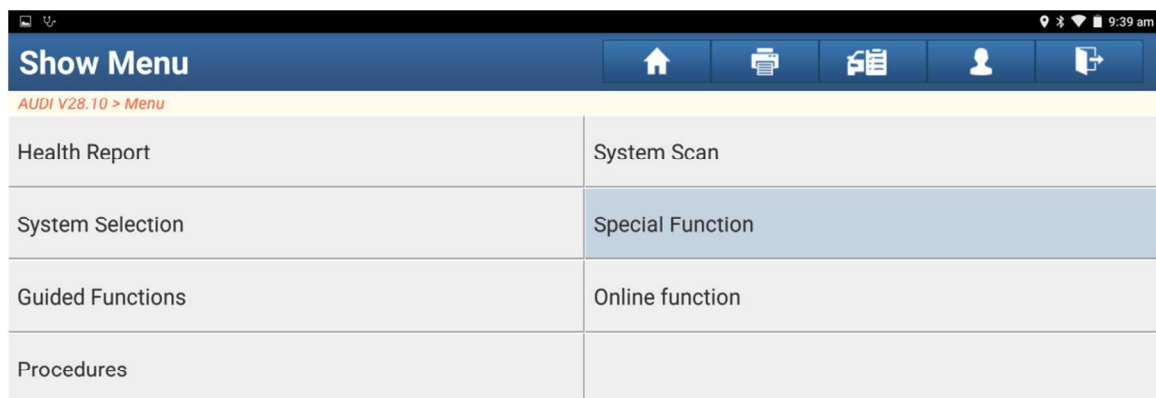 9:39 am
Show Menu
AUDI V28.10 > Menu
Health Report
System Scan
System Selection
Special Function
Guided Functions
Online function
Procedures